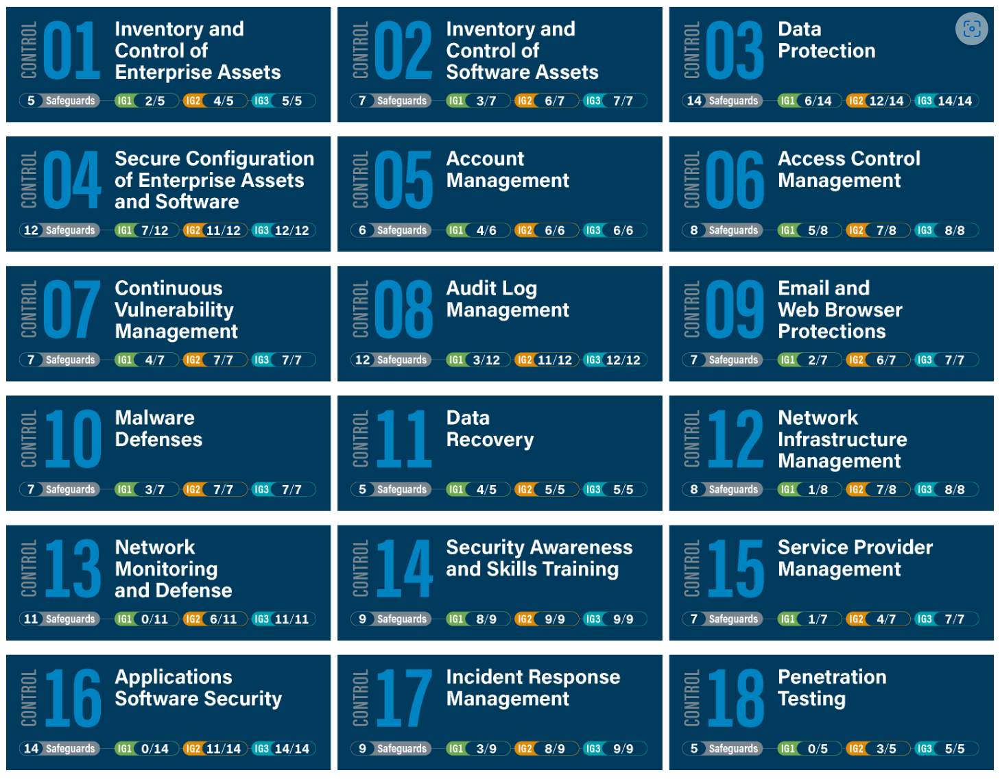 CONTROL
01
Inventory and
Control of
Enterprise Assets
5 Safeguards IG1 2/5 IG2 4/5 IG3 5/5
CONTROL
02
Inventory and
Control of
Software Assets
7 Safeguards IG1 3/7 IG2 6/7 IG3 7/7
CONTROL
03
Data
Protection
14 Safeguards IG1 6/14 IG2 12/14 IG3 14/14
CONTROL
04
Secure Configuration
of Enterprise Assets
and Software
12 Safeguards IG1 7/12 IG2 11/12 IG3 12/12
CONTROL
05
Account
Management
6 Safeguards IG1 4/6 IG2 6/6 IG3 6/6
CONTROL
06
Access Control
Management
8 Safeguards IG1 5/8 IG2 7/8 IG3 8/8
CONTROL
07
Continuous
Vulnerability
Management
7 Safeguards IG1 4/7 IG2 7/7 IG3 7/7
CONTROL
08
Audit Log
Management
12 Safeguards IG1 3/12 IG2 11/12 IG3 12/12
CONTROL
09
Email and
Web Browser
Protections
7 Safeguards IG1 2/7 IG2 6/7 IG3 7/7
CONTROL
10
Malware
Defenses
7 Safeguards IG1 3/7 IG2 7/7 IG3 7/7
CONTROL
11
Data
Recovery
5 Safeguards IG1 4/5 IG2 5/5 IG3 5/5
CONTROL
12
Network
Infrastructure
Management
8 Safeguards IG1 1/8 IG2 7/8 IG3 8/8
CONTROL
13
Network
Monitoring
and Defense
11 Safeguards IG1 0/11 IG2 6/11 IG3 11/11
CONTROL
14
Security Awareness
and Skills Training
9 Safeguards IG1 8/9 IG2 9/9 IG3 9/9
CONTROL
15
Service Provider
Management
7 Safeguards IG1 1/7 IG2 4/7 IG3 7/7
CONTROL
16
Applications
Software Security
14 Safeguards IG1 0/14 IG2 11/14 IG3 14/14
CONTROL
17
Incident Response
Management
9 Safeguards IG1 3/9 IG2 8/9 IG3 9/9
CONTROL
18
Penetration
Testing
5 Safeguards IG1 0/5 IG2 3/5 IG3 5/5